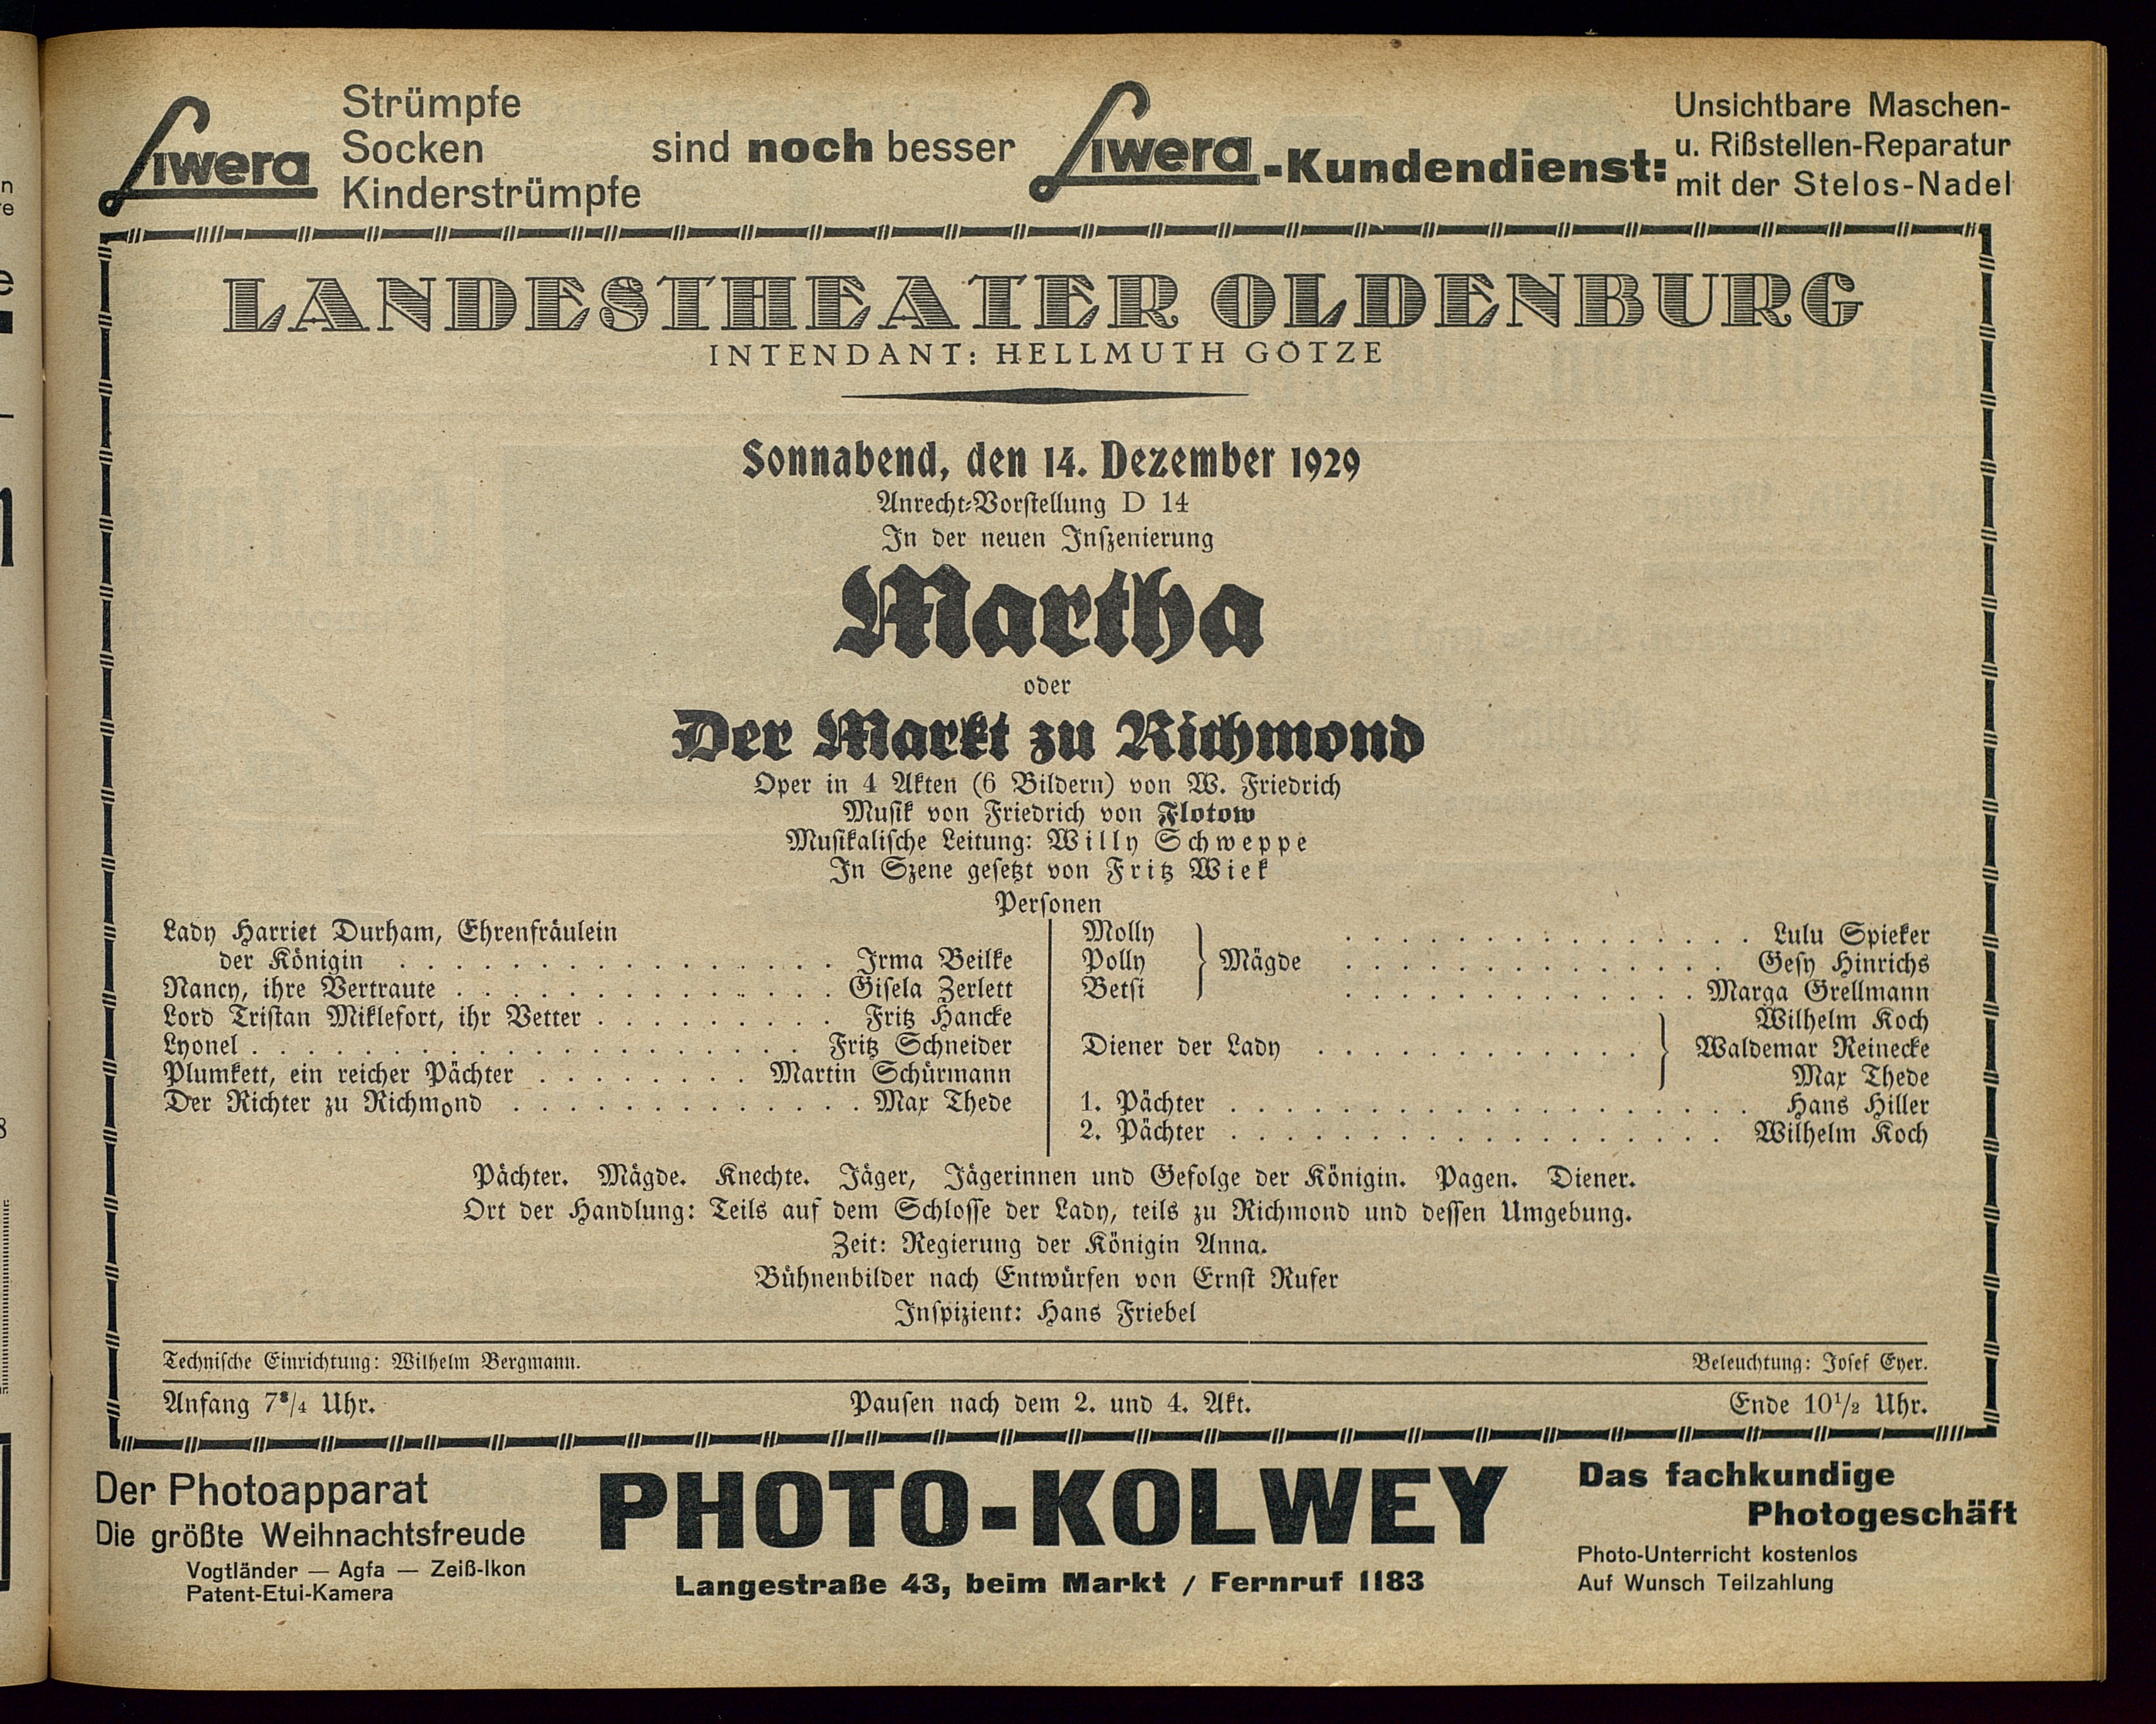 Liwera
Strümpfe
Socken
Kinderstrümpfe
sind noch besser
Liwera-Kundendienst:
Unsichtbare Maschen-
u. Rißstellen-Reparatur
mit der Stelos-Nadel
LANDESTHEATER OLDENBURG
INTENDANT: HELLMUTH GÖTZE
Sonnabend, den 14. Dezember 1929
Anrecht-Vorstellung D 14
In der neuen Inszenierung
Martha
oder
Der Markt zu Richmond
Oper in 4 Akten (6 Bildern) von W. Friedrich
Musik von Friedrich von Flotow
Musikalische Leitung: Willy Schweppe
In Szene gesetzt von Fritz Wiek
Personen
Lady Harriet Durham, Ehrenfräulein
der Königin . . . . . . . . . . . . . . . . Irma Beilke
Nancy, ihre Vertraute . . . . . . . . . . . . . . Gisela Zerlett
Lord Tristan Miklefort, ihr Vetter . . . . . . . . . Fritz Hancke
Lyonel . . . . . . . . . . . . . . . . . . . . Fritz Schneider
Plumkett, ein reicher Pächter . . . . . . . . Martin Schürmann
Der Richter zu Richmond . . . . . . . . . . . . . Max Thede
Molly . . . . . . . . . . . . . . . Lulu Spieker
Polly } Mägde . . . . . . . . . . . . . . Gesy Hinrichs
Betsi . . . . . . . . . . . . . Marga Grellmann
Wilhelm Koch
Diener der Lady . . . . . . . . . . . . } Waldemar Reinecke
Max Thede
1. Pächter . . . . . . . . . . . . . . . . . . . Hans Hiller
2. Pächter . . . . . . . . . . . . . . . . . . Wilhelm Koch
Pächter. Mägde. Knechte. Jäger, Jägerinnen und Gefolge der Königin. Pagen. Diener.
Ort der Handlung: Teils auf dem Schlosse der Lady, teils zu Richmond und dessen Umgebung.
Zeit: Regierung der Königin Anna.
Bühnenbilder nach Entwürfen von Ernst Rufer
Inspizient: Hans Friebel
Technische Einrichtung: Wilhelm Bergmann. Beleuchtung: Josef Eyer.
Anfang 7³/₄ Uhr. Pausen nach dem 2. und 4. Akt. Ende 10¹/₂ Uhr.
Der Photoapparat
Die größte Weihnachtsfreude
Vogtländer — Agfa — Zeiß-Ikon
Patent-Etui-Kamera
PHOTO-KOLWEY
Langestraße 43, beim Markt / Fernruf 1183
Das fachkundige
Photogeschäft
Photo-Unterricht kostenlos
Auf Wunsch Teilzahlung